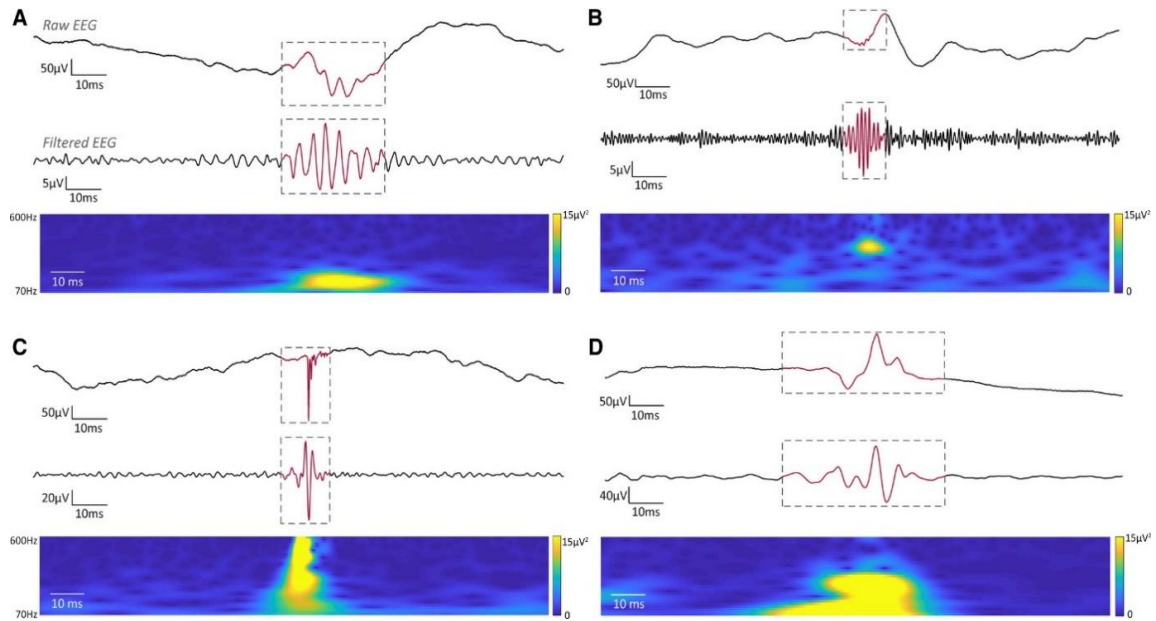 A
Raw EEG
50µV
10ms
Filtered EEG
5µV
10ms
600Hz
15µV²
10 ms
70Hz
0
B
50µV
10ms
5µV
10ms
15µV²
10 ms
0
C
50µV
10ms
20µV
10ms
600Hz
15µV²
10 ms
70Hz
0
D
50µV
10ms
40µV
10ms
15µV²
10 ms
0